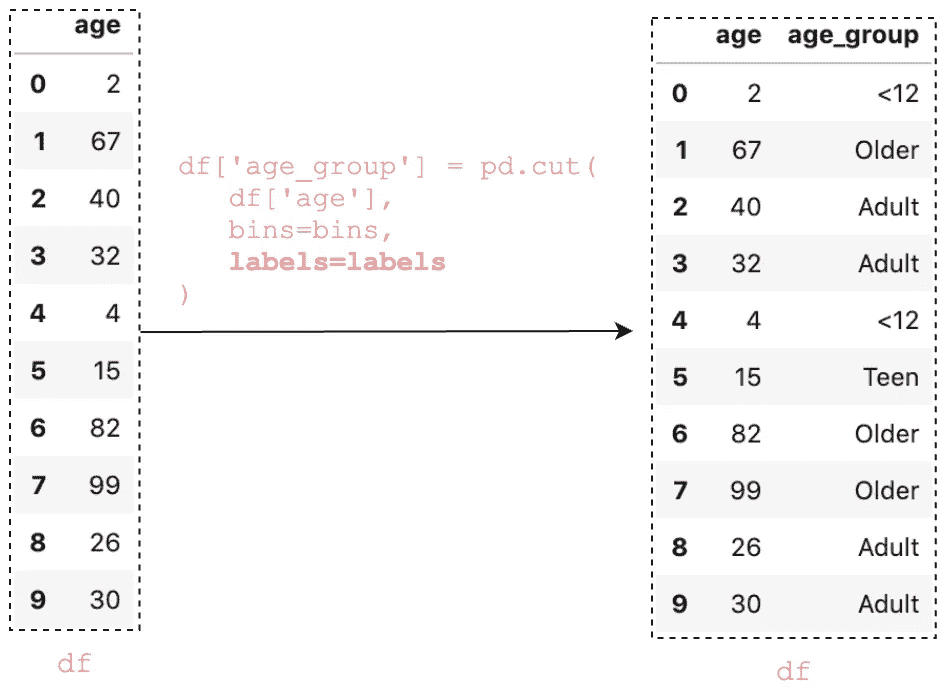 age
0 2
1 67
2 40
3 32
4 4
5 15
6 82
7 99
8 26
9 30
df
df['age_group'] = pd.cut(
df['age'],
bins=bins,
labels=labels
)
age age_group
0 2 <12
1 67 Older
2 40 Adult
3 32 Adult
4 4 <12
5 15 Teen
6 82 Older
7 99 Older
8 26 Adult
9 30 Adult
df